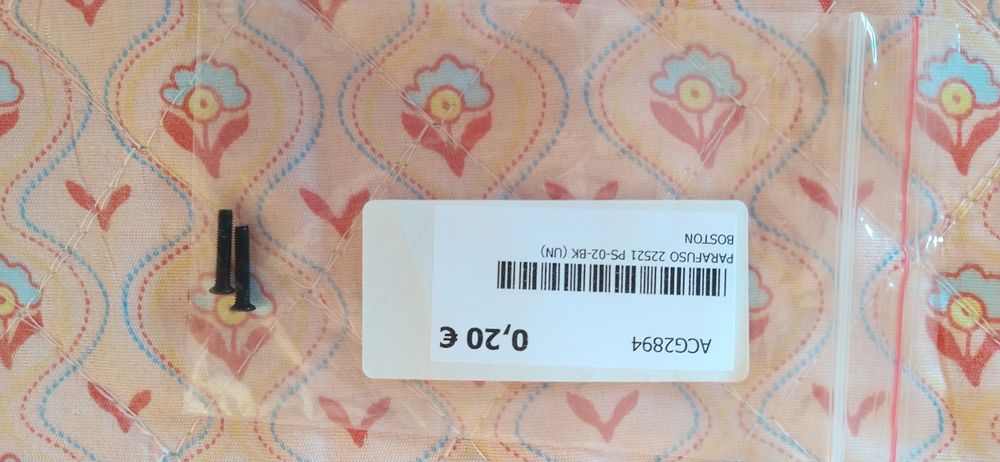 ACG2894 0,20 €
PARAFUSO 22521 PS-02-BK (UN)
BOSTON